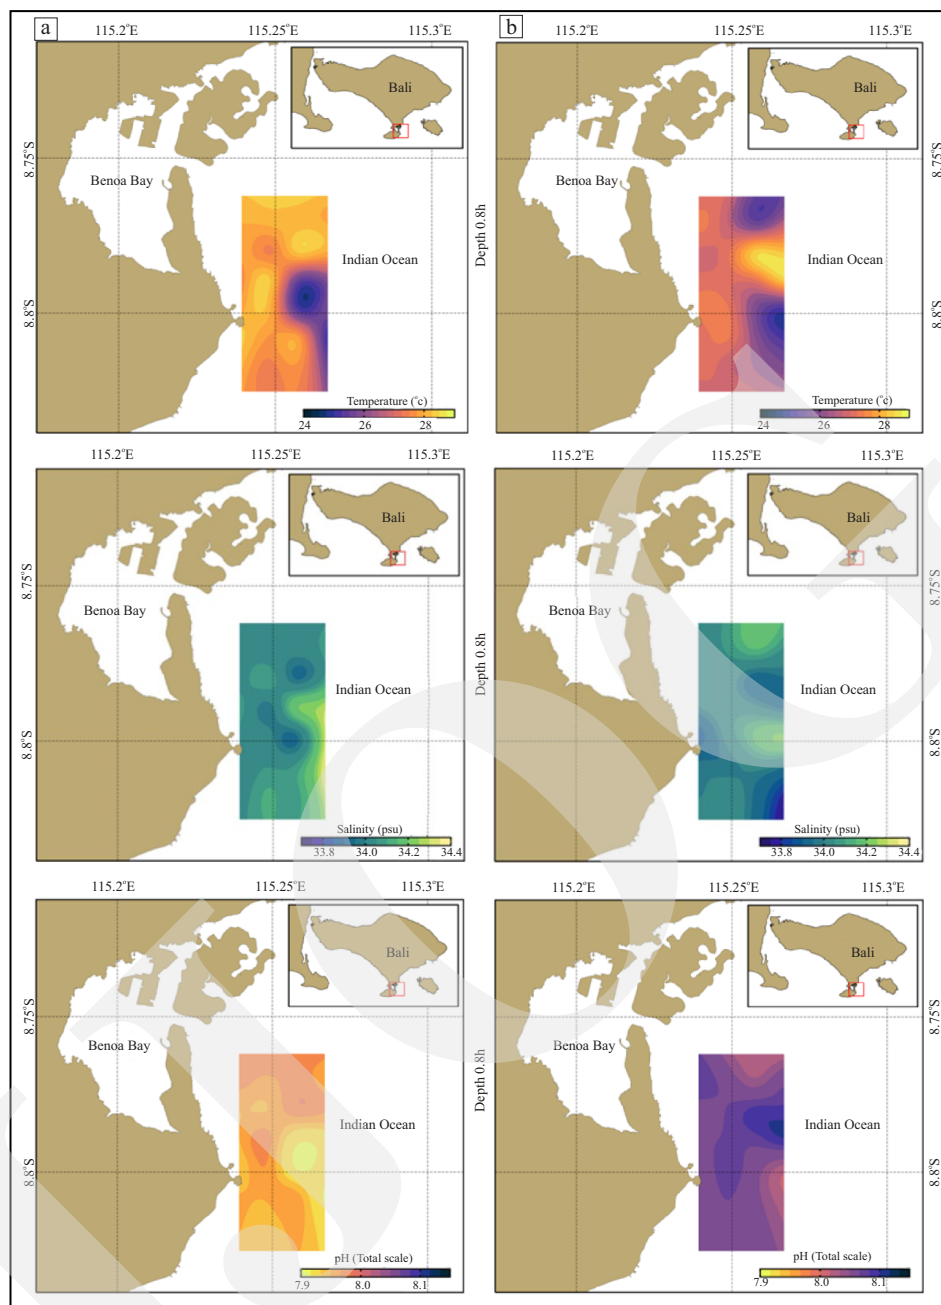 a
b
115.2°E 115.25°E 115.3°E
115.2°E 115.25°E 115.3°E
Bali
Bali
8.75°S
8.75°S
Benoa Bay
Benoa Bay
Depth 0.8h
Indian Ocean
Indian Ocean
8.8°S
8.8°S
Temperature (°c)
24 26 28
Temperature (°c)
24 26 28
115.2°E 115.25°E 115.3°E
115.2°E 115.25°E 115.3°E
Bali
Bali
8.75°S
8.75°S
Benoa Bay
Benoa Bay
Depth 0.8h
Indian Ocean
Indian Ocean
8.8°S
8.8°S
Salinity (psu)
33.8 34.0 34.2 34.4
Salinity (psu)
33.8 34.0 34.2 34.4
115.2°E 115.25°E 115.3°E
115.2°E 115.25°E 115.3°E
Bali
Bali
8.75°S
8.75°S
Benoa Bay
Benoa Bay
Depth 0.8h
Indian Ocean
Indian Ocean
8.8°S
8.8°S
pH (Total scale)
7.9 8.0 8.1
pH (Total scale)
7.9 8.0 8.1